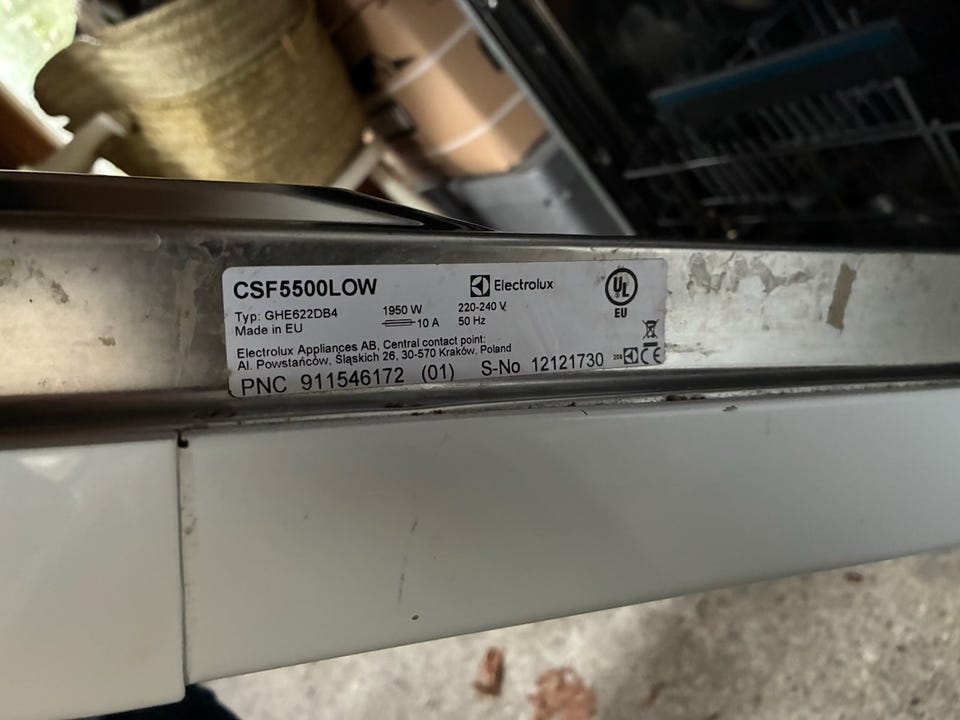 CSF5500LOW
Electrolux
UL
EU
Typ: GHE622DB4 1950 W 220-240 V
Made in EU 10 A 50 Hz
Electrolux Appliances AB, Central contact point:
Al. Powstańców, Śląskich 26, 30-570 Kraków, Poland
PNC 911546172 (01) S-No 12121730 CE